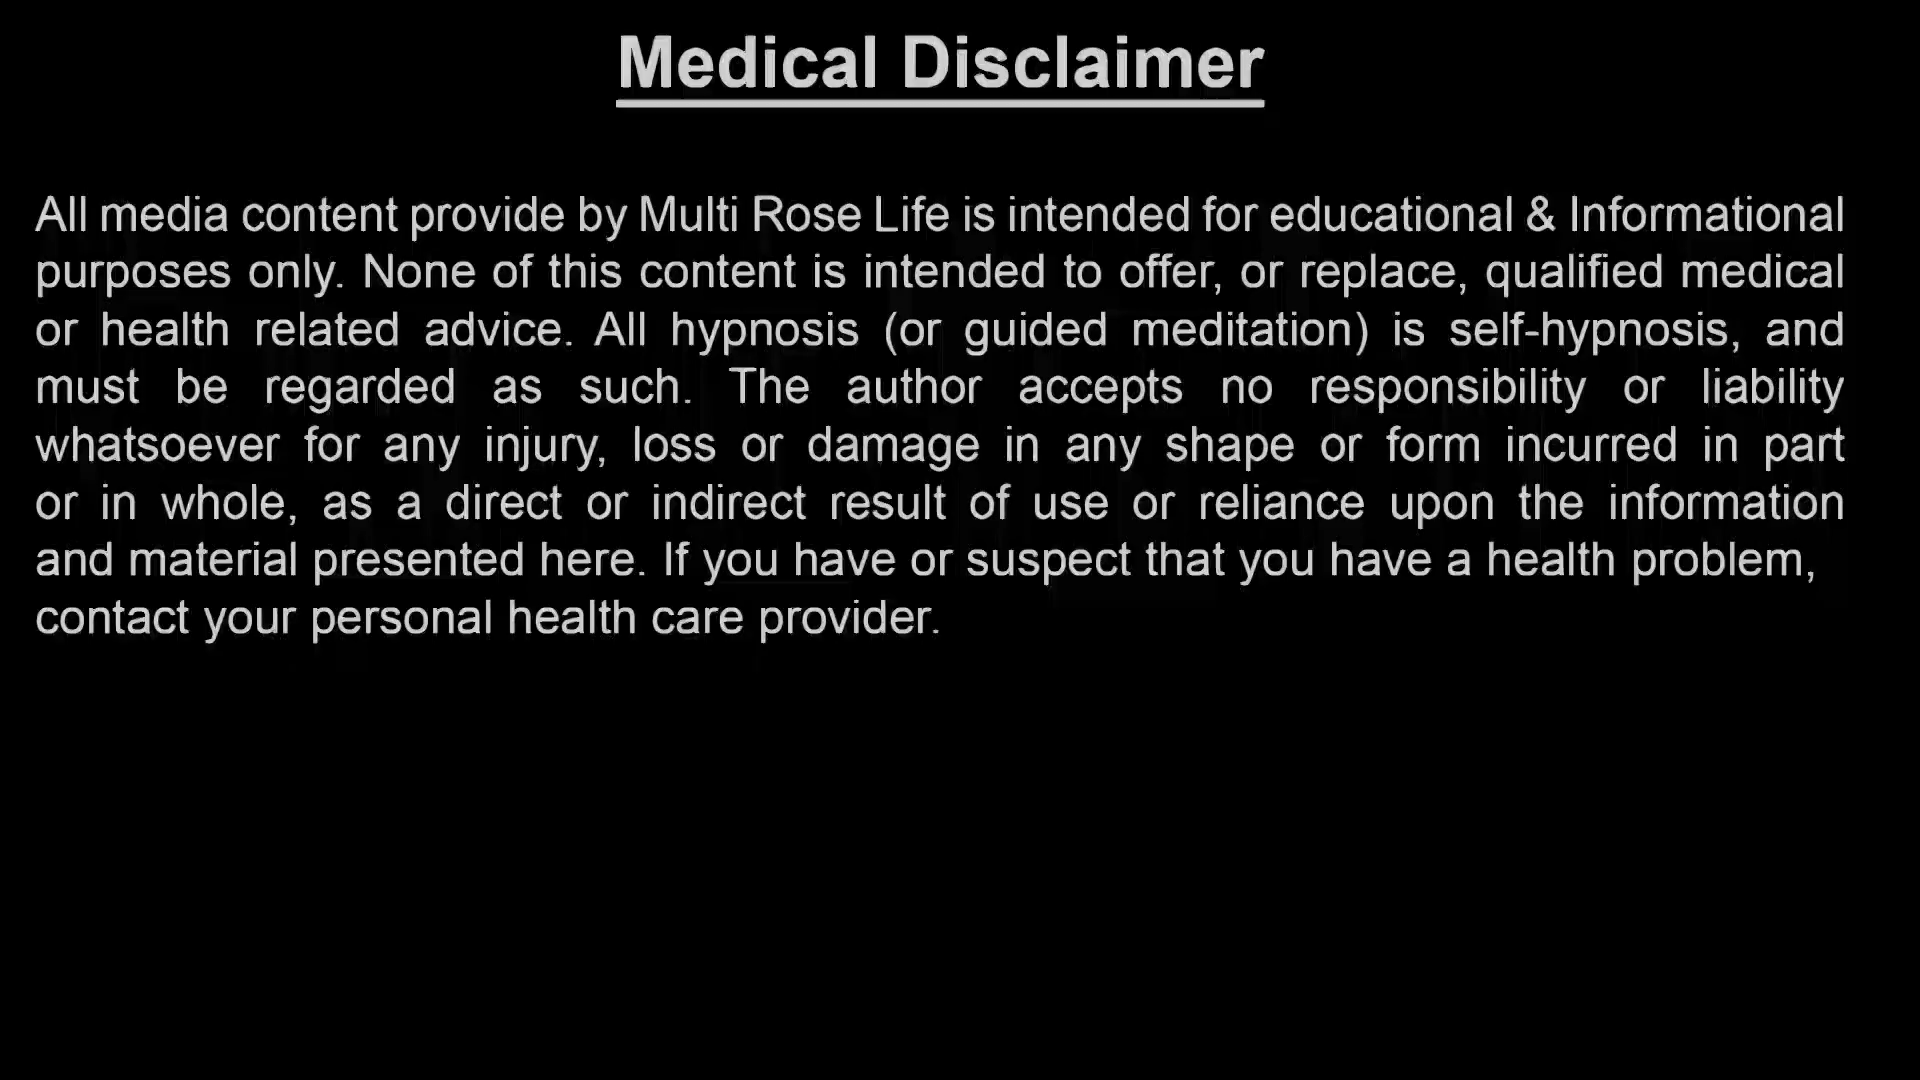 Medical Disclaimer
All media content provide by Multi Rose Life is intended for educational & Informational
purposes only. None of this content is intended to offer, or replace, qualified medical
or health related advice. All hypnosis (or guided meditation) is self-hypnosis, and
must be regarded as such. The author accepts no responsibility or liability
whatsoever for any injury, loss or damage in any shape or form incurred in part
or in whole, as a direct or indirect result of use or reliance upon the information
and material presented here. If you have or suspect that you have a health problem,
contact your personal health care provider.